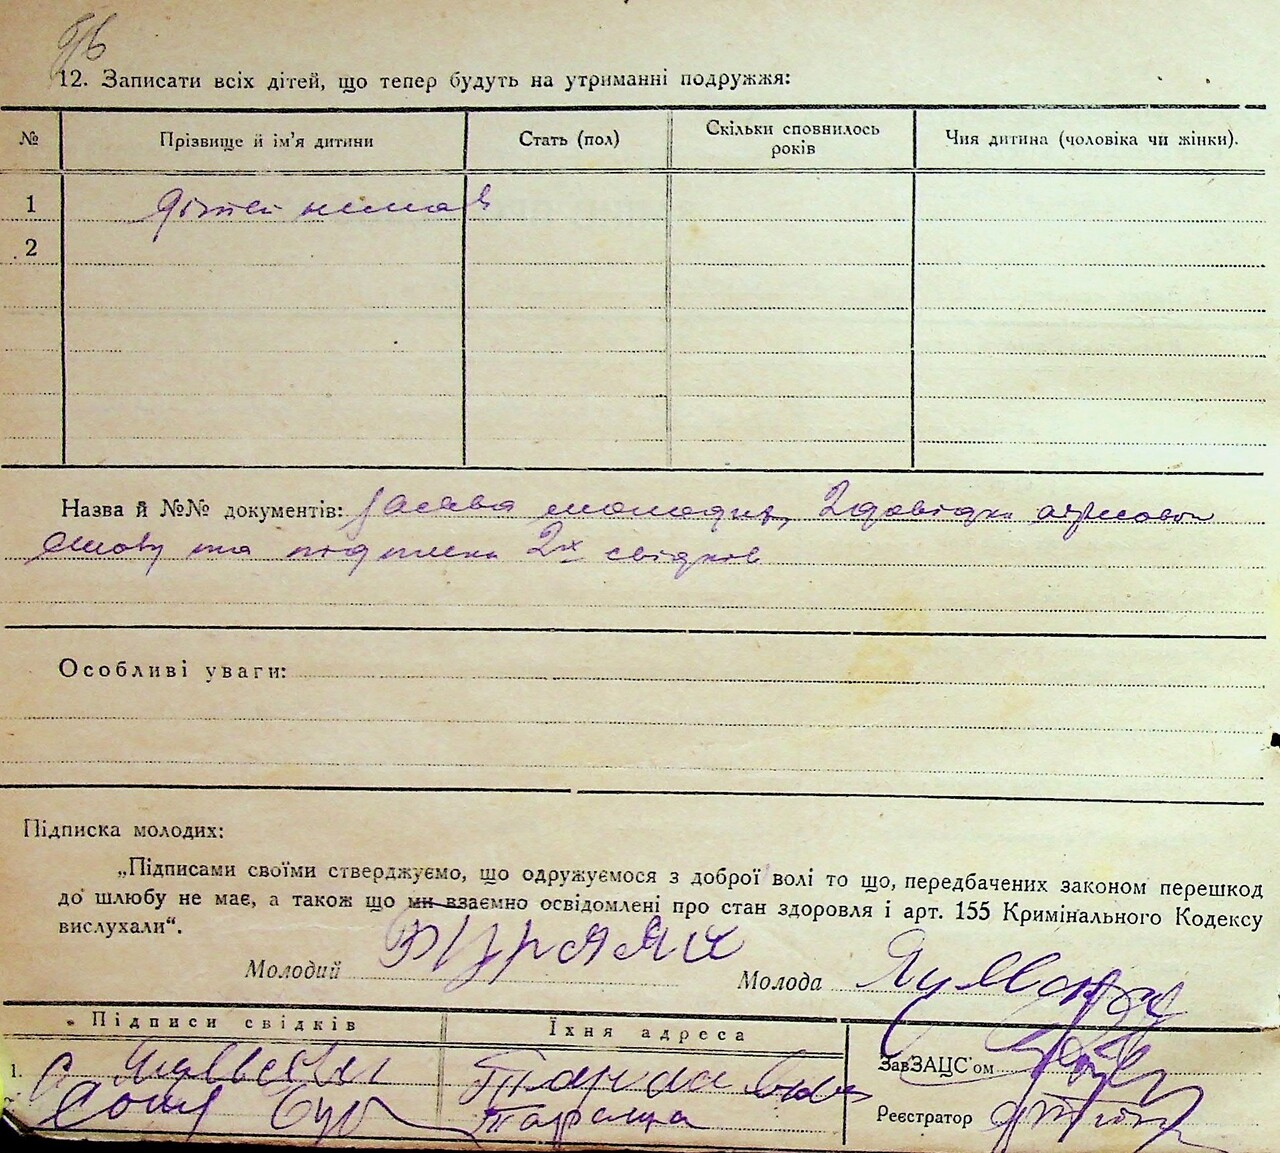 12. Записати всіх дітей, що тепер будуть на утриманні подружжя:
№ Прізвище й ім'я дитини Стать (пол) Скільки сповнилось років Чия дитина (чоловіка чи жінки).
1 дітей немає
2
Назва й №№ документів: заява молодих, 2 довідки
та підписка 2х свідків
Особливі уваги:
Підписка молодих:
„Підписами своїми стверджуємо, що одружуємося з доброї волі то що, передбачених законом перешкод
до шлюбу не має, а також що ми взаємно освідомлені про стан здоровля і арт. 155 Кримінального Кодексу
вислухали“.
Молодий Молода
Підписи свідків Їхня адреса
1. ЗавЗАЦС'ом
Тараща Реєстратор